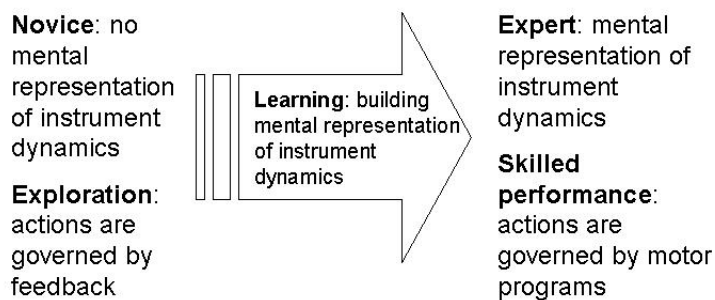 Novice: no
mental
representation
of instrument
dynamics
Exploration:
actions are
governed by
feedback
Learning: building
mental representation
of instrument
dynamics
Expert: mental
representation of
instrument
dynamics
Skilled
performance:
actions are
governed by motor
programs